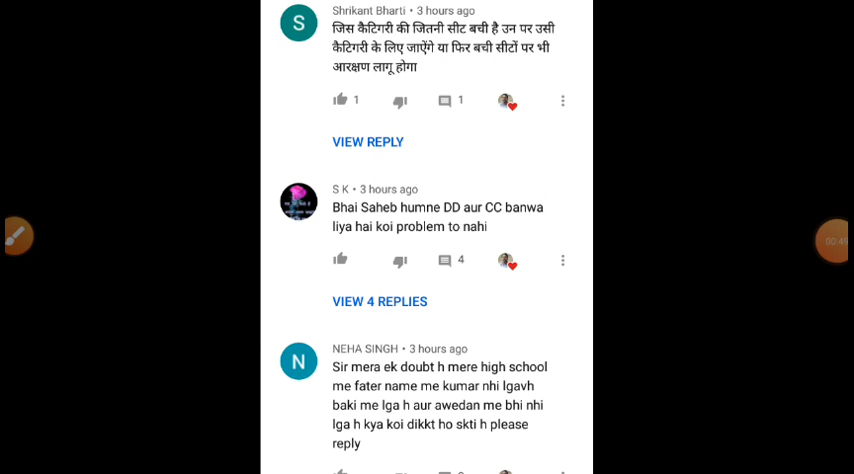 S
Shrikant Bharti • 3 hours ago
जिस कैटिगरी की जितनी सीट बची है उन पर उसी
कैटिगरी के लिए जाऐंगे या फिर बची सीटों पर भी
आरक्षण लागू होगा
1
1
VIEW REPLY
S K • 3 hours ago
Bhai Saheb humne DD aur CC banwa
liya hai koi problem to nahi
4
VIEW 4 REPLIES
00:49
N
NEHA SINGH • 3 hours ago
Sir mera ek doubt h mere high school
me fater name me kumar nhi lgavh
baki me lga h aur awedan me bhi nhi
lga h kya koi dikkt ho skti h please
reply